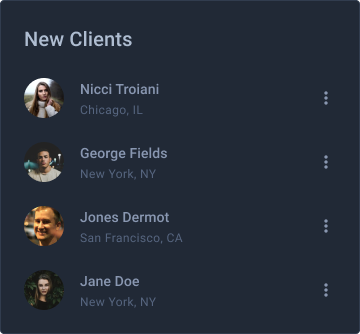 New Clients
Nicci Troiani
Chicago, IL
George Fields
New York, NY
Jones Dermot
San Francisco, CA
Jane Doe
New York, NY